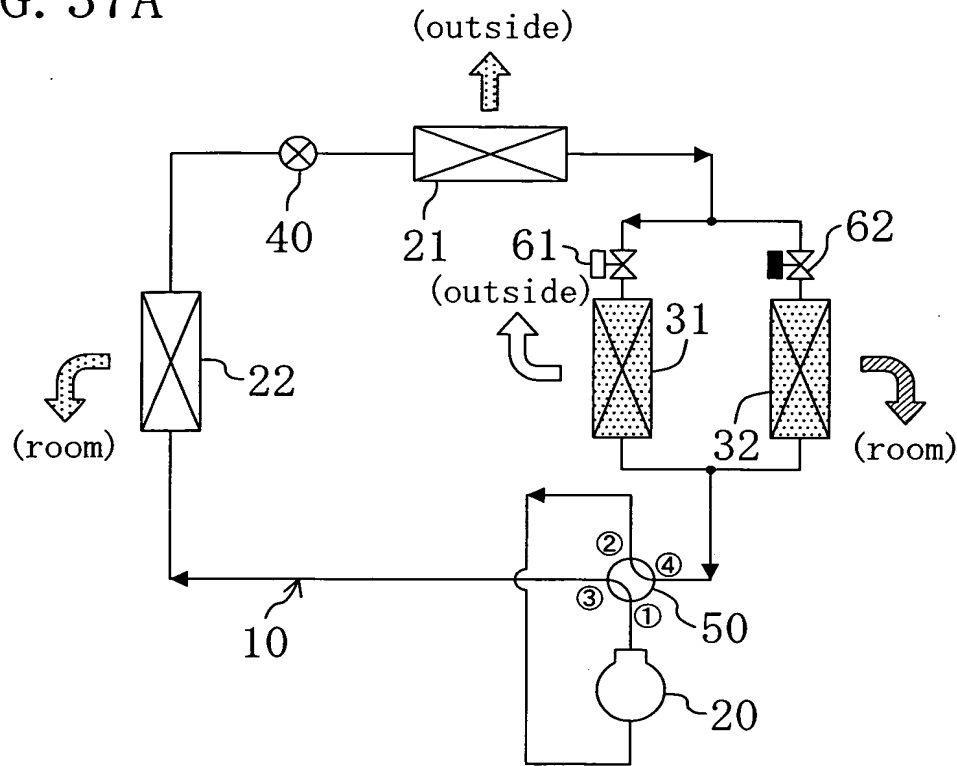 G. 37A
(outside)
40
21
61
62
(outside)
31
22
32
(room)
(room)
②
④
③
①
50
10
20